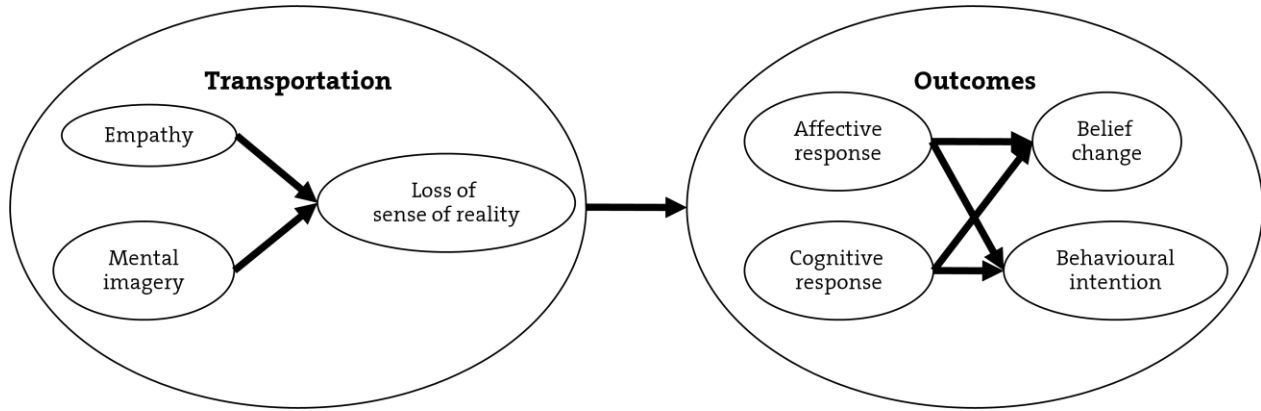 Transportation
Empathy
Mental
imagery
Loss of
sense of reality
Outcomes
Affective
response
Belief
change
Cognitive
response
Behavioural
intention